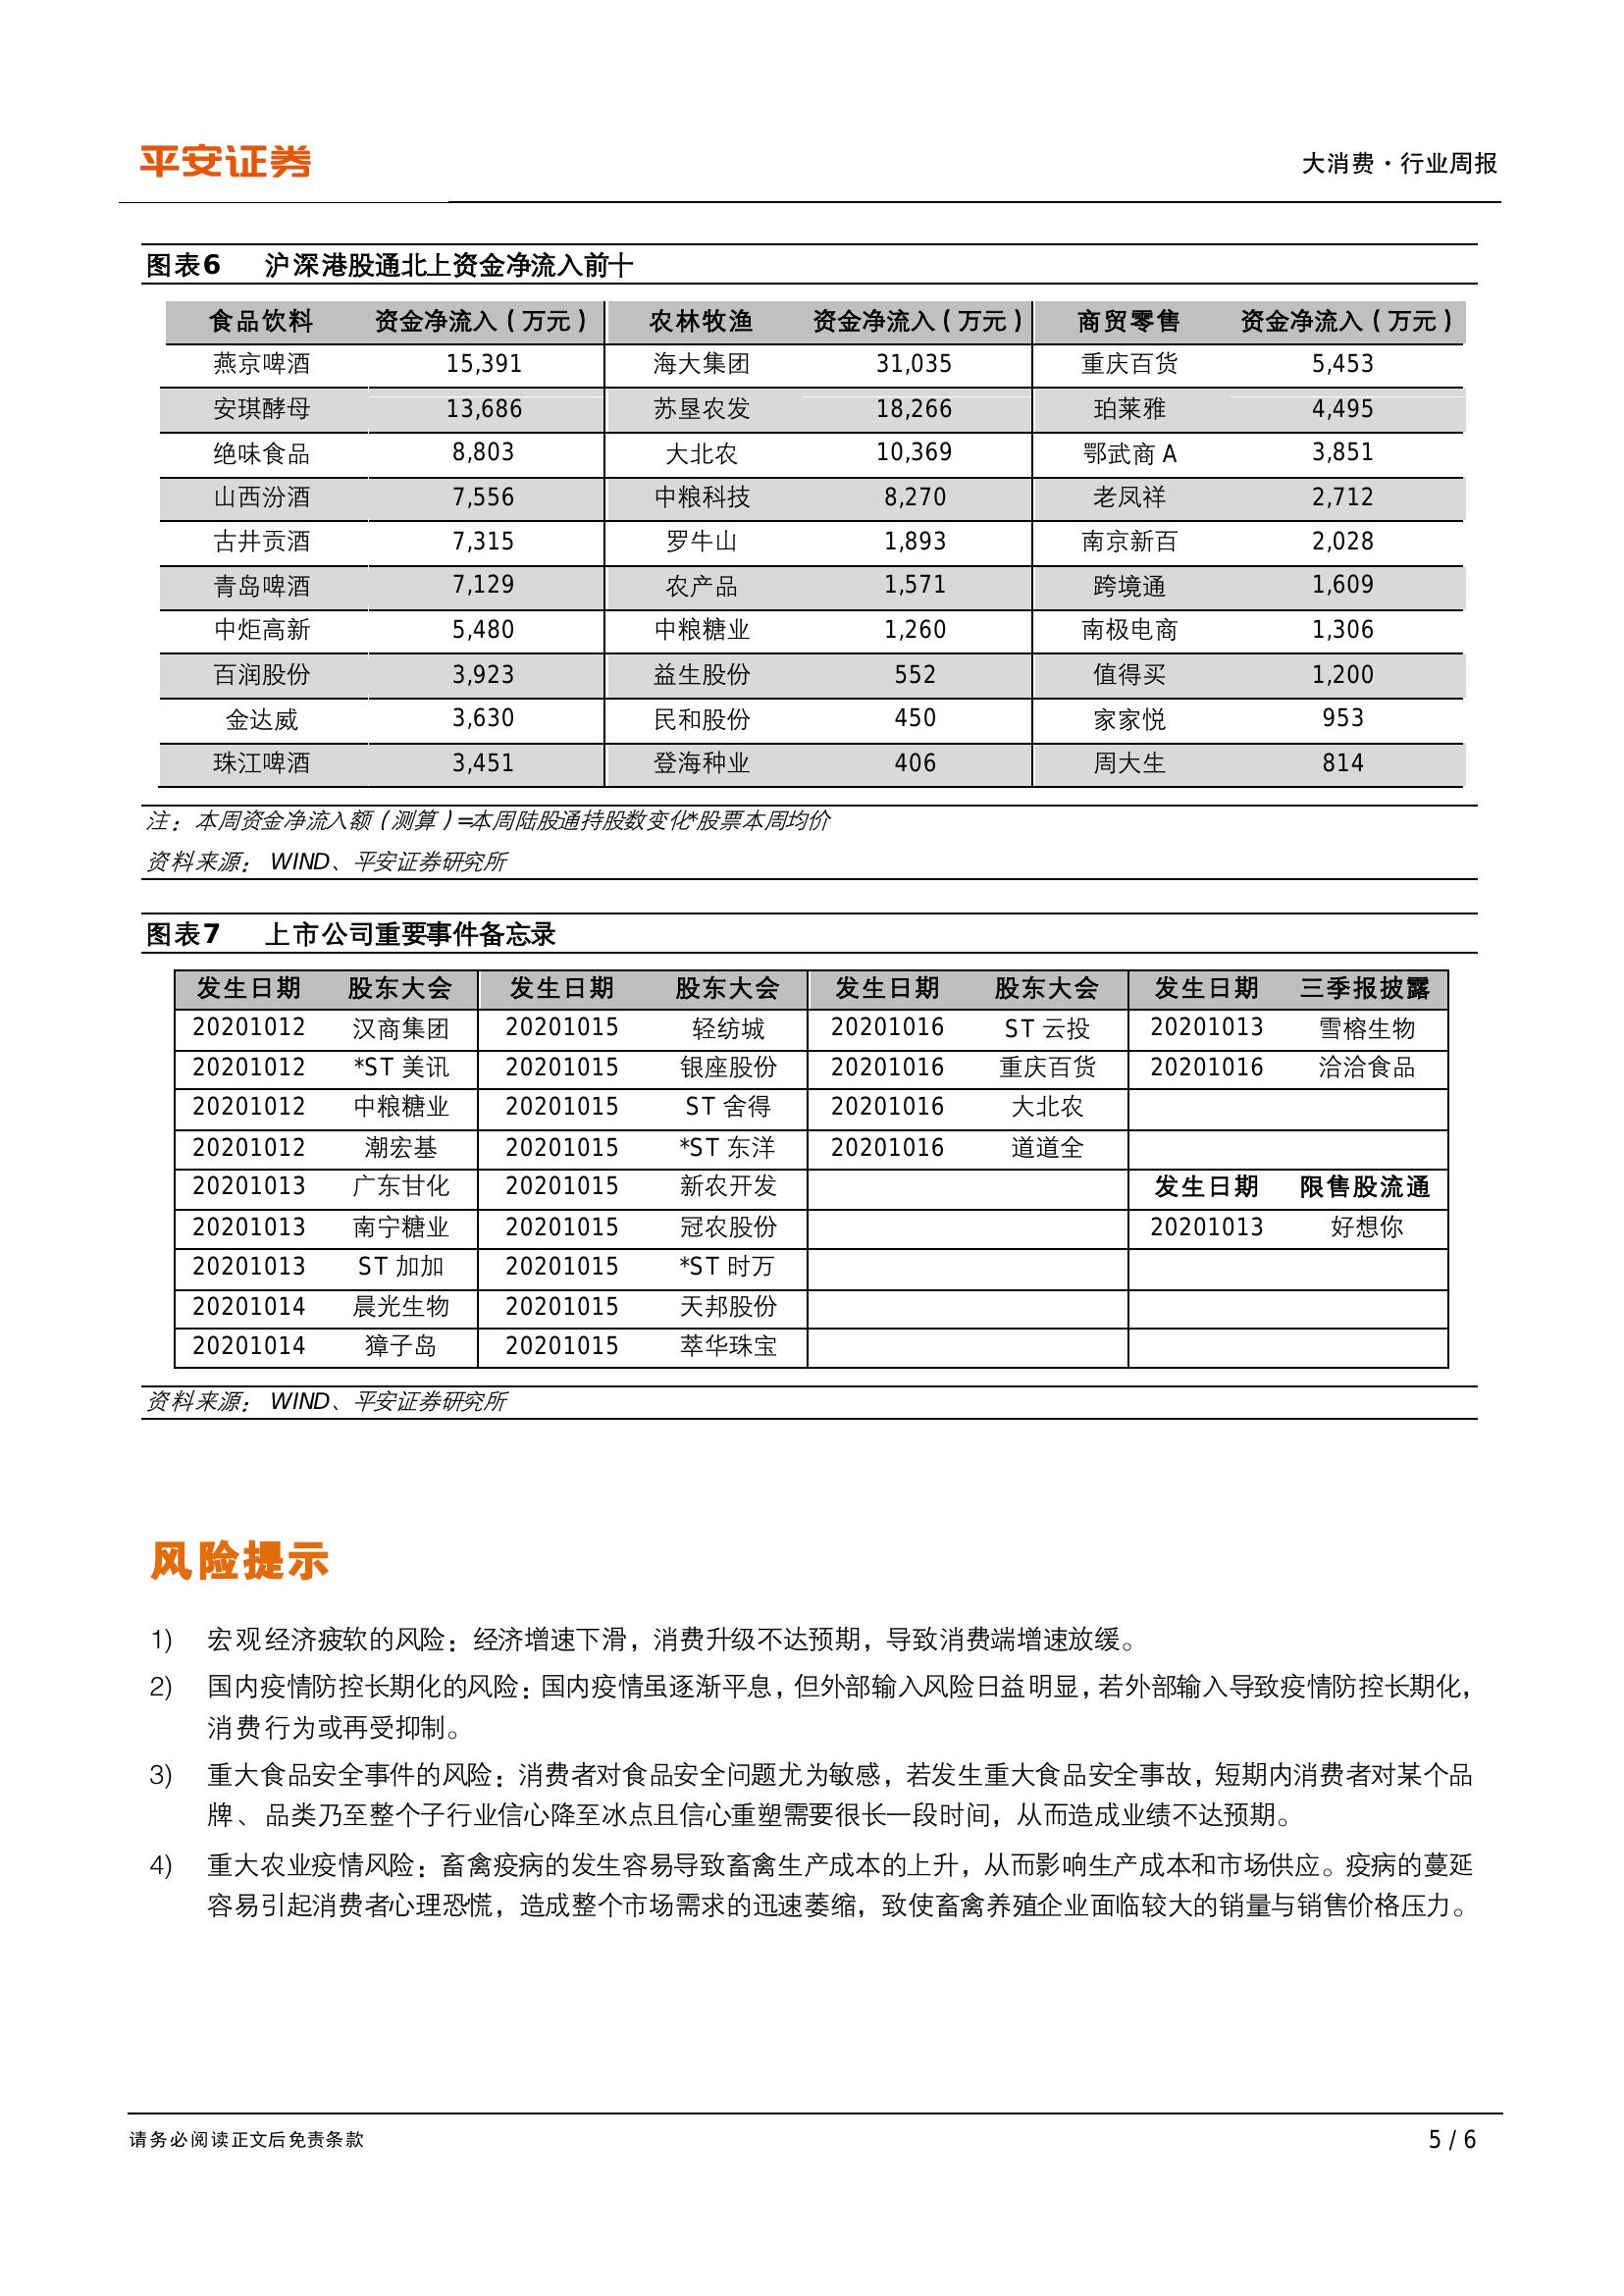 平安证券
大消费·行业周报
图表6 沪深港股通北上资金净流入前十
食品饮料 资金净流入(万元) 农林牧渔 资金净流入(万元) 商贸零售 资金净流入(万元)
燕京啤酒 15,391 海大集团 31,035 重庆百货 5,453
安琪酵母 13,686 苏垦农发 18,266 珀莱雅 4,495
绝味食品 8,803 大北农 10,369 鄂武商 A 3,851
山西汾酒 7,556 中粮科技 8,270 老凤祥 2,712
古井贡酒 7,315 罗牛山 1,893 南京新百 2,028
青岛啤酒 7,129 农产品 1,571 跨境通 1,609
中炬高新 5,480 中粮糖业 1,260 南极电商 1,306
百润股份 3,923 益生股份 552 值得买 1,200
金达威 3,630 民和股份 450 家家悦 953
珠江啤酒 3,451 登海种业 406 周大生 814
注：本周资金净流入额(测算)=本周陆股通持股数变化*股票本周均价
资料来源： WIND、平安证券研究所
图表7 上市公司重要事件备忘录
发生日期 股东大会 发生日期 股东大会 发生日期 股东大会 发生日期 三季报披露
20201012 汉商集团 20201015 轻纺城 20201016 ST 云投 20201013 雪榕生物
20201012 *ST 美讯 20201015 银座股份 20201016 重庆百货 20201016 洽洽食品
20201012 中粮糖业 20201015 ST 舍得 20201016 大北农
20201012 潮宏基 20201015 *ST 东洋 20201016 道道全
20201013 广东甘化 20201015 新农开发 发生日期 限售股流通
20201013 南宁糖业 20201015 冠农股份 20201013 好想你
20201013 ST 加加 20201015 *ST 时万
20201014 晨光生物 20201015 天邦股份
20201014 獐子岛 20201015 萃华珠宝
资料来源： WIND、平安证券研究所
风险提示
1) 宏观经济疲软的风险：经济增速下滑，消费升级不达预期，导致消费端增速放缓。
2) 国内疫情防控长期化的风险：国内疫情虽逐渐平息，但外部输入风险日益明显，若外部输入导致疫情防控长期化，
消费行为或再受抑制。
3) 重大食品安全事件的风险：消费者对食品安全问题尤为敏感，若发生重大食品安全事故，短期内消费者对某个品
牌、品类乃至整个子行业信心降至冰点且信心重塑需要很长一段时间，从而造成业绩不达预期。
4) 重大农业疫情风险：畜禽疫病的发生容易导致畜禽生产成本的上升，从而影响生产成本和市场供应。疫病的蔓延
容易引起消费者心理恐慌，造成整个市场需求的迅速萎缩，致使畜禽养殖企业面临较大的销量与销售价格压力。
请务必阅读正文后免责条款
5 / 6